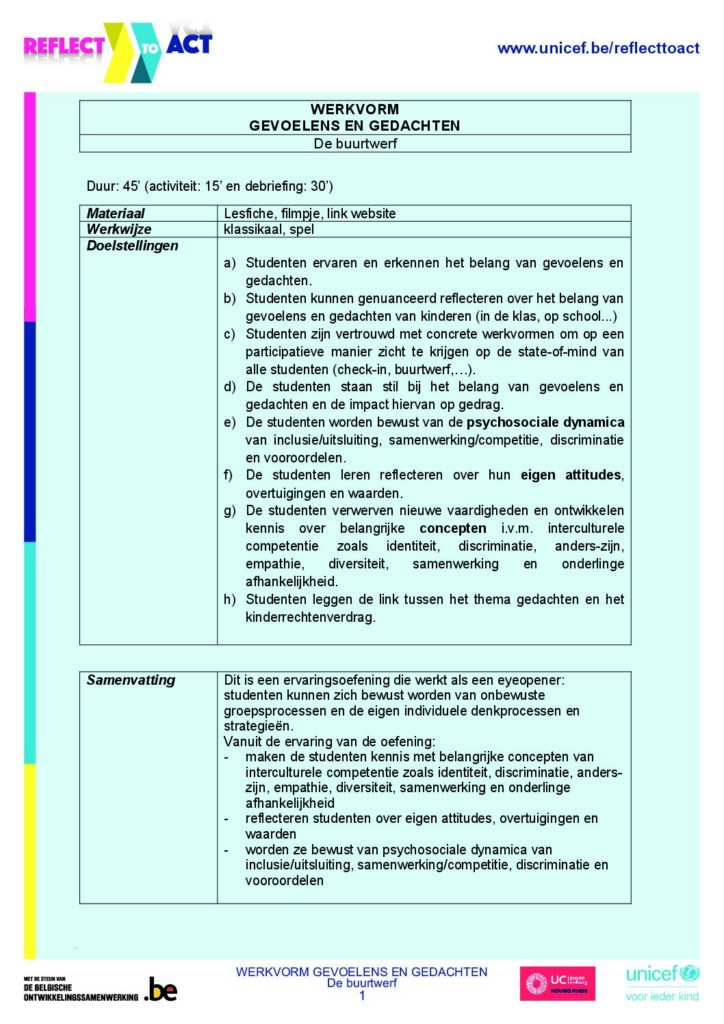 REFLECT TO ACT
www.unicef.be/reflecttoact
WERKVORM
GEVOELENS EN GEDACHTEN
De buurtwerf
Duur: 45’ (activiteit: 15’ en debriefing: 30’)
Materiaal Lesfiche, filmpje, link website
Werkwijze klassikaal, spel
Doelstellingen
a) Studenten ervaren en erkennen het belang van gevoelens en
gedachten.
b) Studenten kunnen genuanceerd reflecteren over het belang van
gevoelens en gedachten van kinderen (in de klas, op school...)
c) Studenten zijn vertrouwd met concrete werkvormen om op een
participatieve manier zicht te krijgen op de state-of-mind van
alle studenten (check-in, buurtwerf,…).
d) De studenten staan stil bij het belang van gevoelens en
gedachten en de impact hiervan op gedrag.
e) De studenten worden bewust van de psychosociale dynamica
van inclusie/uitsluiting, samenwerking/competitie, discriminatie
en vooroordelen.
f) De studenten leren reflecteren over hun eigen attitudes,
overtuigingen en waarden.
g) De studenten verwerven nieuwe vaardigheden en ontwikkelen
kennis over belangrijke concepten i.v.m. interculturele
competentie zoals identiteit, discriminatie, anders-zijn,
empathie, diversiteit, samenwerking en onderlinge
afhankelijkheid.
h) Studenten leggen de link tussen het thema gedachten en het
kinderrechtenverdrag.
Samenvatting Dit is een ervaringsoefening die werkt als een eyeopener:
studenten kunnen zich bewust worden van onbewuste
groepsprocessen en de eigen individuele denkprocessen en
strategieën.
Vanuit de ervaring van de oefening:
- maken de studenten kennis met belangrijke concepten van
interculturele competentie zoals identiteit, discriminatie, anders-
zijn, empathie, diversiteit, samenwerking en onderlinge
afhankelijkheid
- reflecteren studenten over eigen attitudes, overtuigingen en
waarden
- worden ze bewust van psychosociale dynamica van
inclusie/uitsluiting, samenwerking/competitie, discriminatie en
vooroordelen
MET DE STEUN VAN
DE BELGISCHE
ONTWIKKELINGSSAMENWERKING .be
WERKVORM GEVOELENS EN GEDACHTEN
De buurtwerf
1
UC Leuven
Limburg
MOVING MINDS
unicef
voor ieder kind